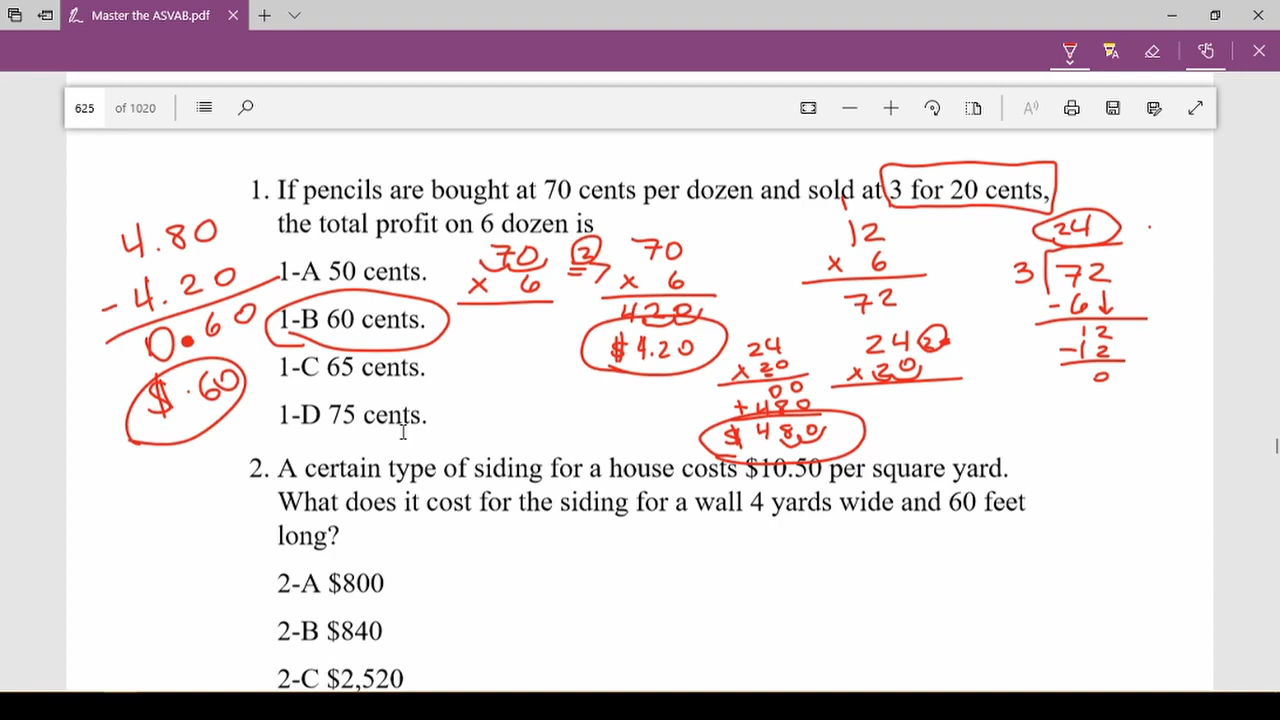 Master the ASVAB.pdf
625 of 1020
1. If pencils are bought at 70 cents per dozen and sold at 3 for 20 cents,
the total profit on 6 dozen is
1-A 50 cents.
1-B 60 cents.
1-C 65 cents.
1-D 75 cents.
4.80
- 4.20
0.60
$.60
70
x 6
2
70
x 6
420
$4.20
12
x 6
72
24
3 72
- 6
12
- 12
0
24
x 20
00
+ 480
$480
24
x 20
2. A certain type of siding for a house costs $10.50 per square yard.
What does it cost for the siding for a wall 4 yards wide and 60 feet
long?
2-A $800
2-B $840
2-C $2,520